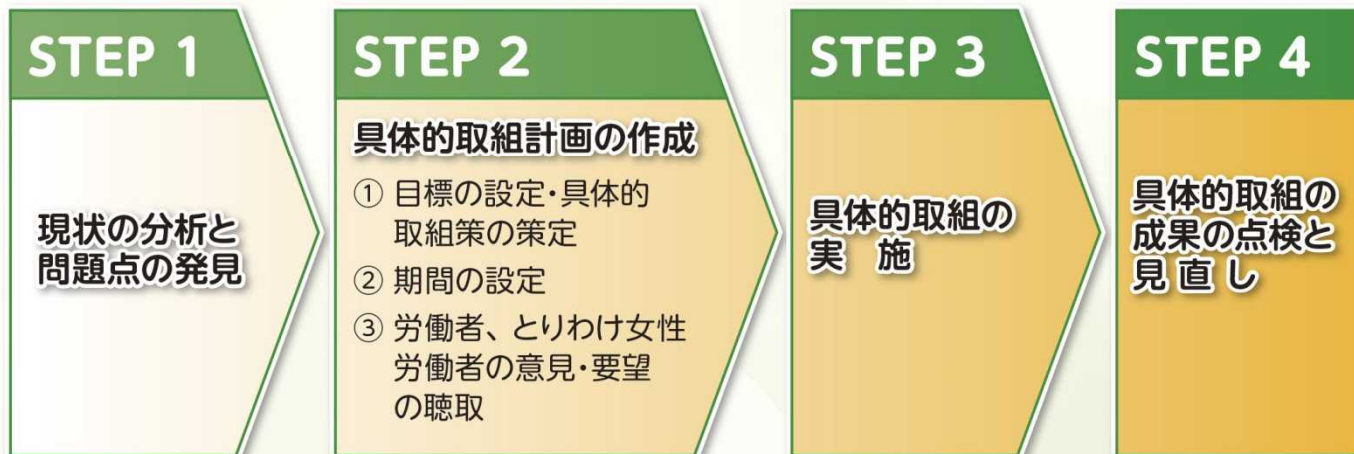 STEP 1
現状の分析と
問題点の発見
STEP 2
具体的取組計画の作成
① 目標の設定・具体的
取組策の策定
② 期間の設定
③ 労働者、とりわけ女性
労働者の意見・要望
の聴取
STEP 3
具体的取組の
実　施
STEP 4
具体的取組の
成果の点検と
見 直 し